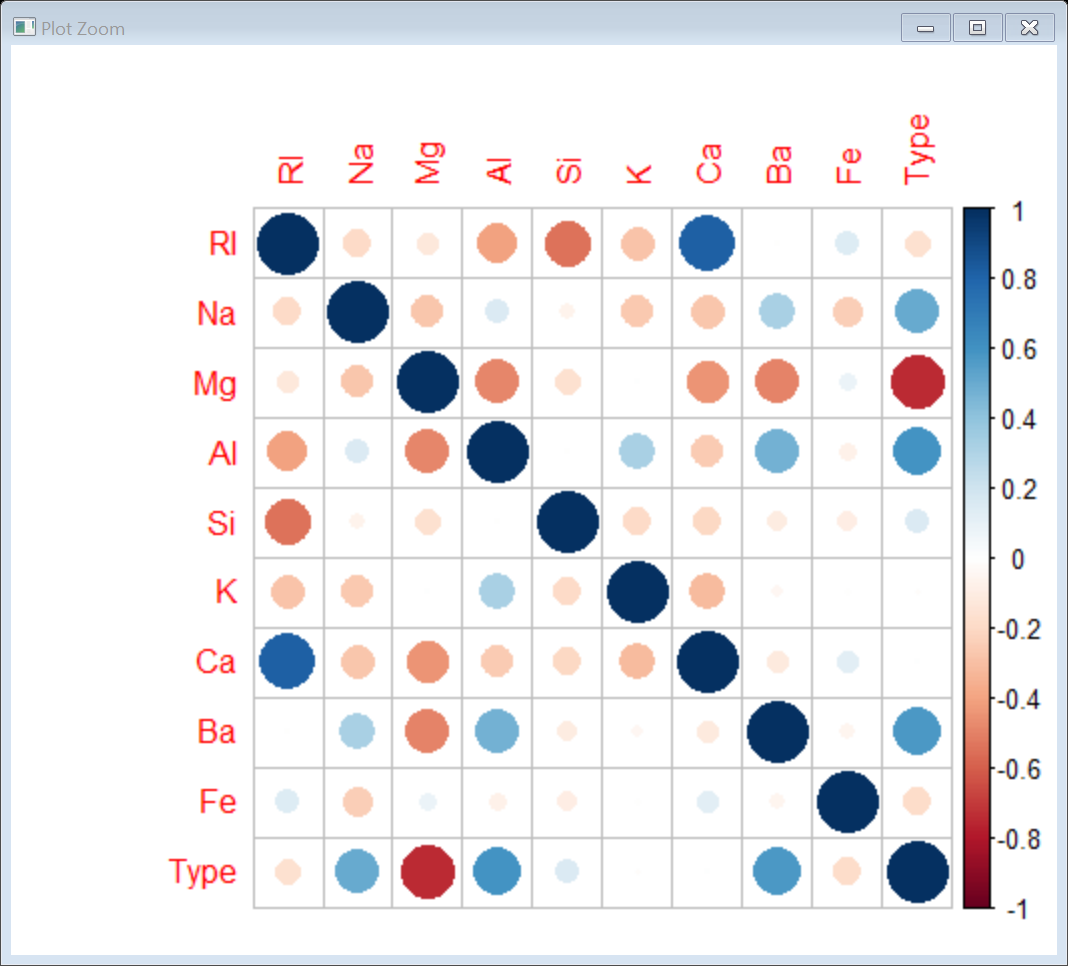 Plot Zoom
RI Na Mg Al Si K Ca Ba Fe Type
RI
Na
Mg
Al
Si
K
Ca
Ba
Fe
Type
1
0.8
0.6
0.4
0.2
0
-0.2
-0.4
-0.6
-0.8
-1